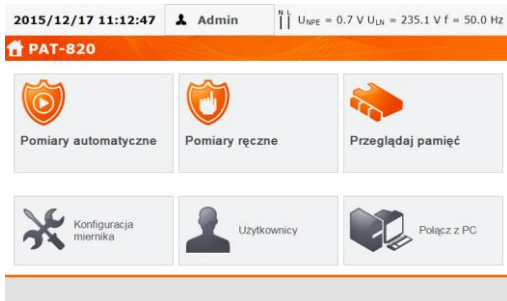 2015/12/17 11:12:47 Admin N L UNPE = 0.7 V ULN = 235.1 V f = 50.0 Hz
PAT-820
Pomiary automatyczne Pomiary ręczne Przeglądaj pamięć
Konfiguracja
miernika
Użytkownicy
Połącz z PC